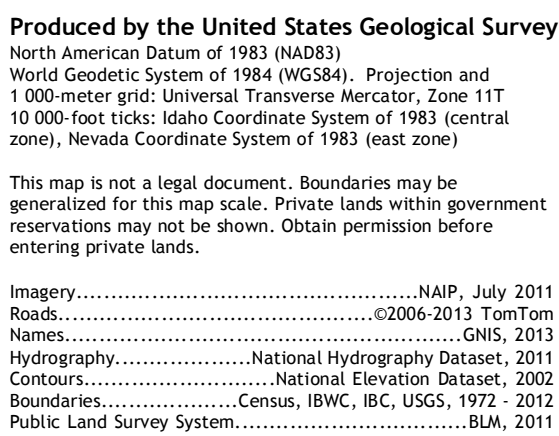 Produced by the United States Geological Survey
North American Datum of 1983 (NAD83)
World Geodetic System of 1984 (WGS84). Projection and
1 000-meter grid: Universal Transverse Mercator, Zone 11T
10 000-foot ticks: Idaho Coordinate System of 1983 (central
zone), Nevada Coordinate System of 1983 (east zone)
This map is not a legal document. Boundaries may be
generalized for this map scale. Private lands within government
reservations may not be shown. Obtain permission before
entering private lands.
Imagery..................................................NAIP, July 2011
Roads..............................................©2006-2013 TomTom
Names..........................................................GNIS, 2013
Hydrography....................National Hydrography Dataset, 2011
Contours............................National Elevation Dataset, 2002
Boundaries....................Census, IBWC, IBC, USGS, 1972 - 2012
Public Land Survey System..................................BLM, 2011